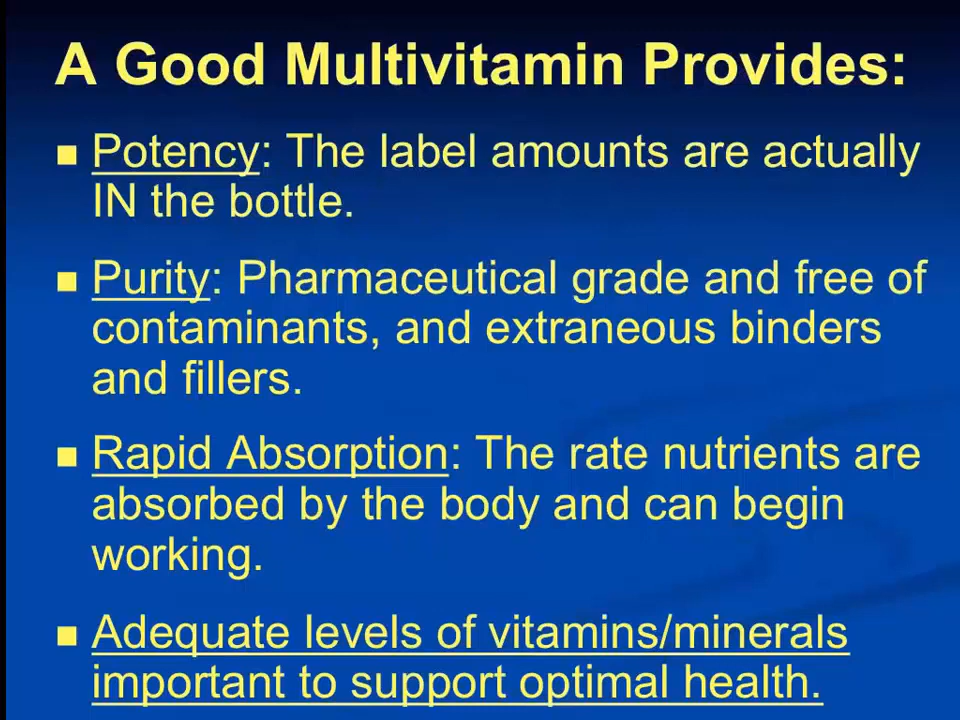 A Good Multivitamin Provides:
Potency: The label amounts are actually
IN the bottle.
Purity: Pharmaceutical grade and free of
contaminants, and extraneous binders
and fillers.
Rapid Absorption: The rate nutrients are
absorbed by the body and can begin
working.
Adequate levels of vitamins/minerals
important to support optimal health.